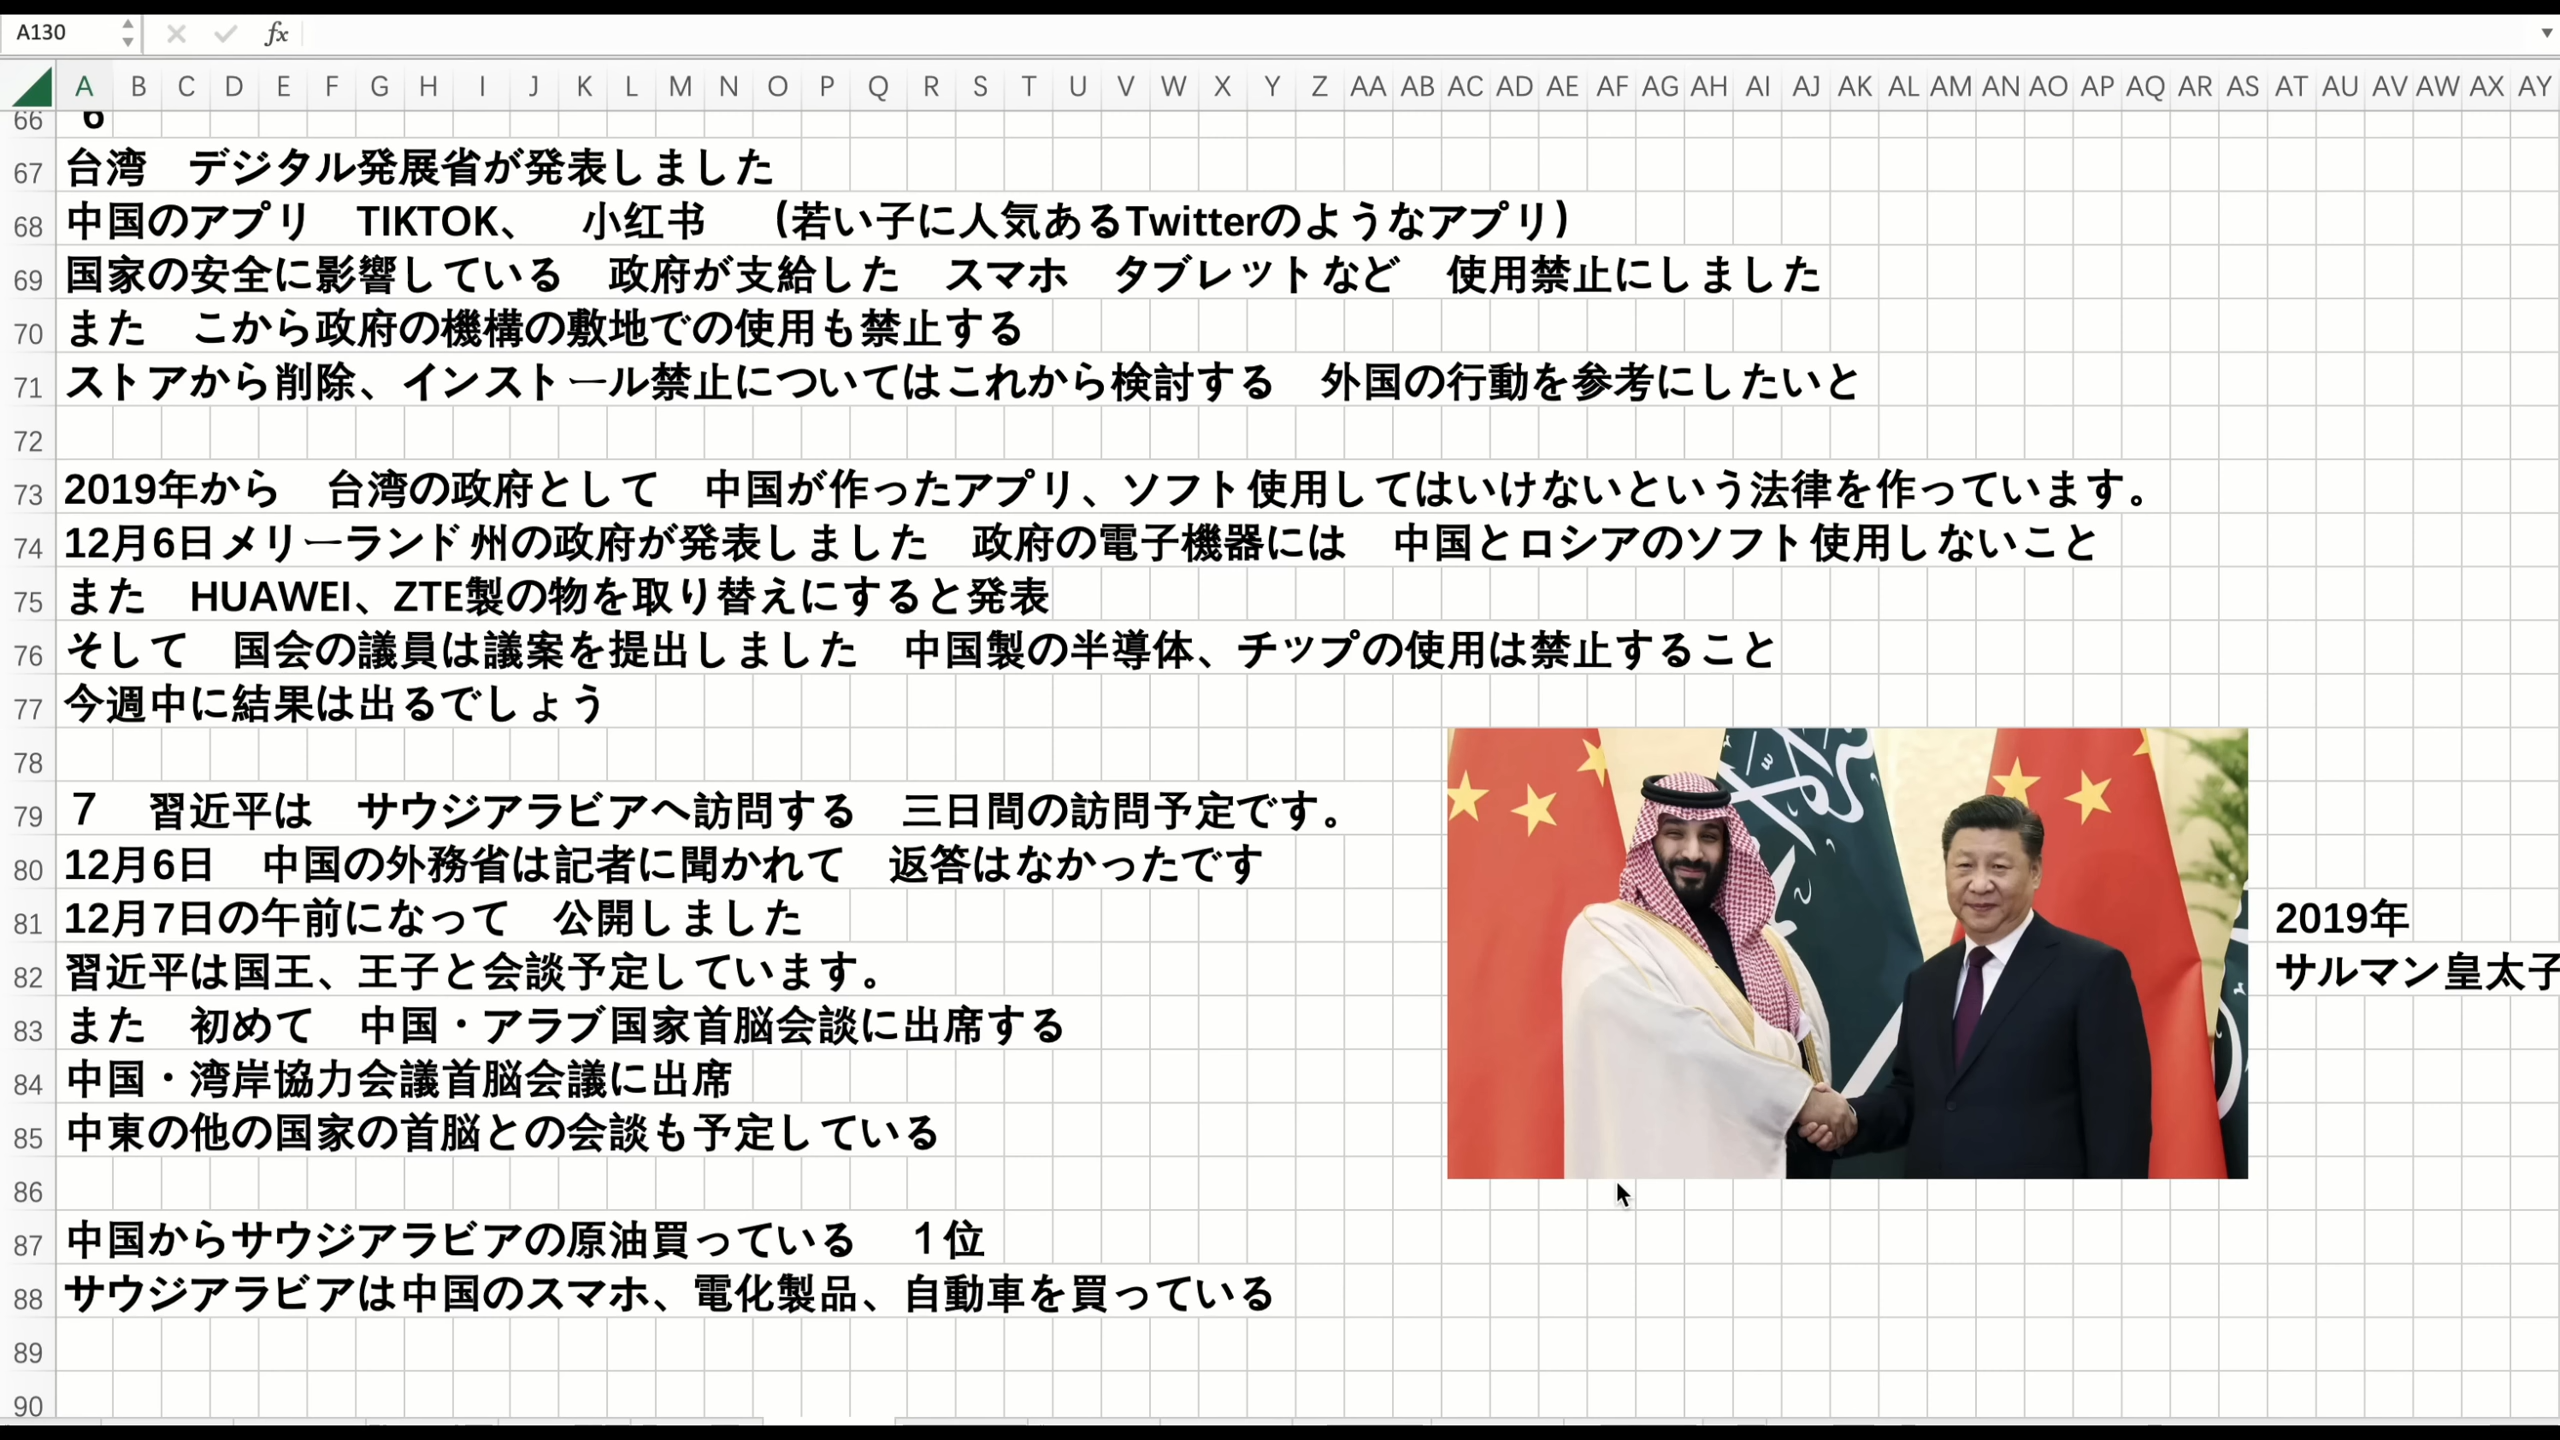 A130
fx
A B C D E F G H I J K L M N O P Q R S T U V W X Y Z AA AB AC AD AE AF AG AH AI AJ AK AL AM AN AO AP AQ AR AS AT AU AV AW AX AY
66 6
67 台湾　デジタル発展省が発表しました
68 中国のアプリ　TIKTOK、　小红书　（若い子に人気あるTwitterのようなアプリ）
69 国家の安全に影響している　政府が支給した　スマホ　タブレットなど　使用禁止にしました
70 また　こから政府の機構の敷地での使用も禁止する
71 ストアから削除、インストール禁止についてはこれから検討する　外国の行動を参考にしたいと
72
73 2019年から　台湾の政府として　中国が作ったアプリ、ソフト使用してはいけないという法律を作っています。
74 12月6日メリーランド州の政府が発表しました　政府の電子機器には　中国とロシアのソフト使用しないこと
75 また　HUAWEI、ZTE製の物を取り替えにすると発表
76 そして　国会の議員は議案を提出しました　中国製の半導体、チップの使用は禁止すること
77 今週中に結果は出るでしょう
78
79 7　習近平は　サウジアラビアへ訪問する　三日間の訪問予定です。
80 12月6日　中国の外務省は記者に聞かれて　返答はなかったです
81 12月7日の午前になって　公開しました　2019年
82 習近平は国王、王子と会談予定しています。　サルマン皇太子
83 また　初めて　中国・アラブ国家首脳会談に出席する
84 中国・湾岸協力会議首脳会議に出席
85 中東の他の国家の首脳との会談も予定している
86
87 中国からサウジアラビアの原油買っている　１位
88 サウジアラビアは中国のスマホ、電化製品、自動車を買っている
89
90